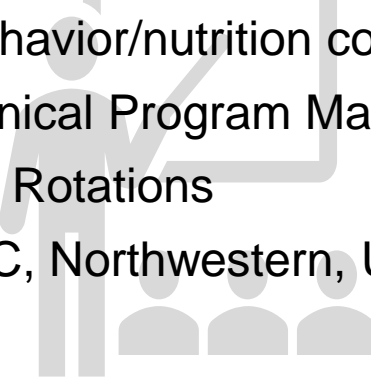 havior/nutrition co
nical Program Ma
Rotations
C, Northwestern, U